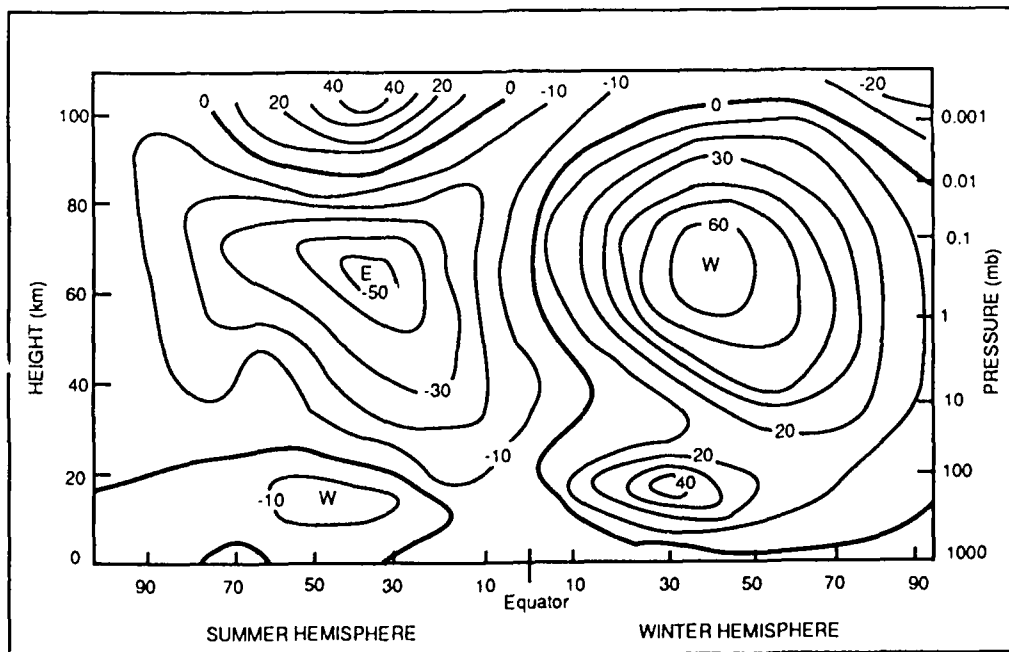 40 40
0 20 20 0 -10 -10 -20
100 0 0.001
30
0.01
80
60 0.1
E W
-50
60 1
HEIGHT (km) PRESSURE (mb)
40 -30 10
20
-10 20
20 100
-10 W 40
0 1000
90 70 50 30 10 10 30 50 70 90
Equator
SUMMER HEMISPHERE WINTER HEMISPHERE